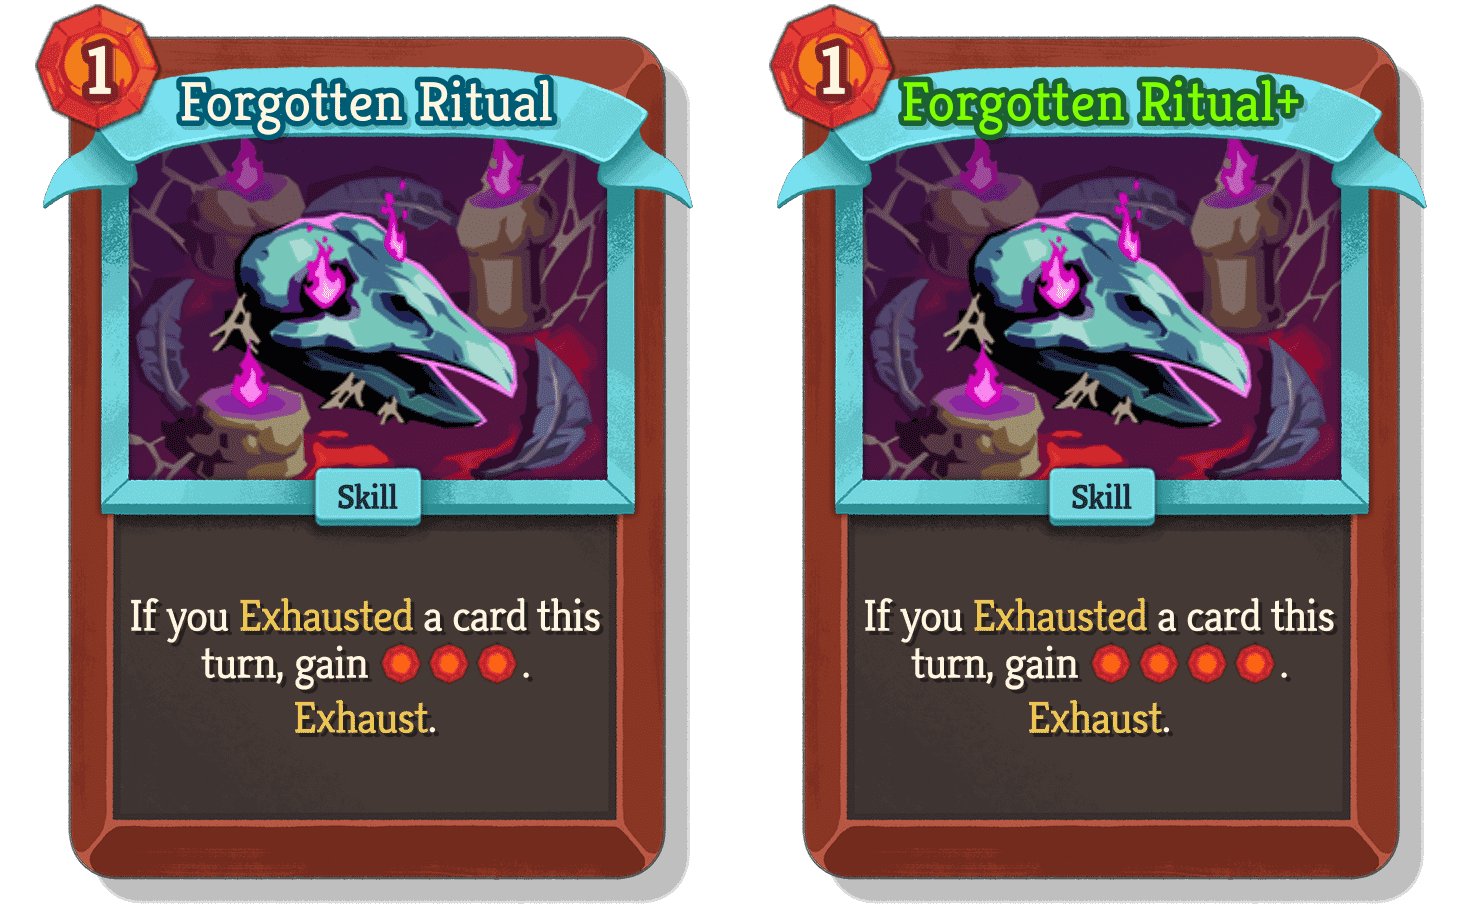 1
Forgotten Ritual
Skill
If you Exhausted a card this
turn, gain .
Exhaust.
1
Forgotten Ritual+
Skill
If you Exhausted a card this
turn, gain .
Exhaust.